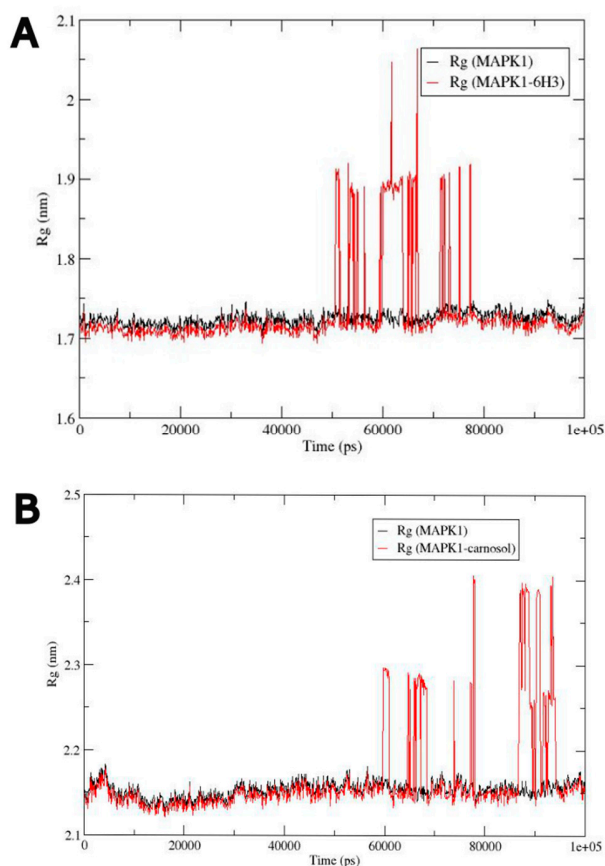 A
2.1
2
1.9
1.8
1.7
1.6
Rg (nm)
Rg (MAPK1)
Rg (MAPK1-6H3)
0 20000 40000 60000 80000 1e+05
Time (ps)
B
2.5
2.4
2.3
2.2
2.1
Rg (nm)
Rg (MAPK1)
Rg (MAPK1-carnosol)
0 20000 40000 60000 80000 1e+05
Time (ps)